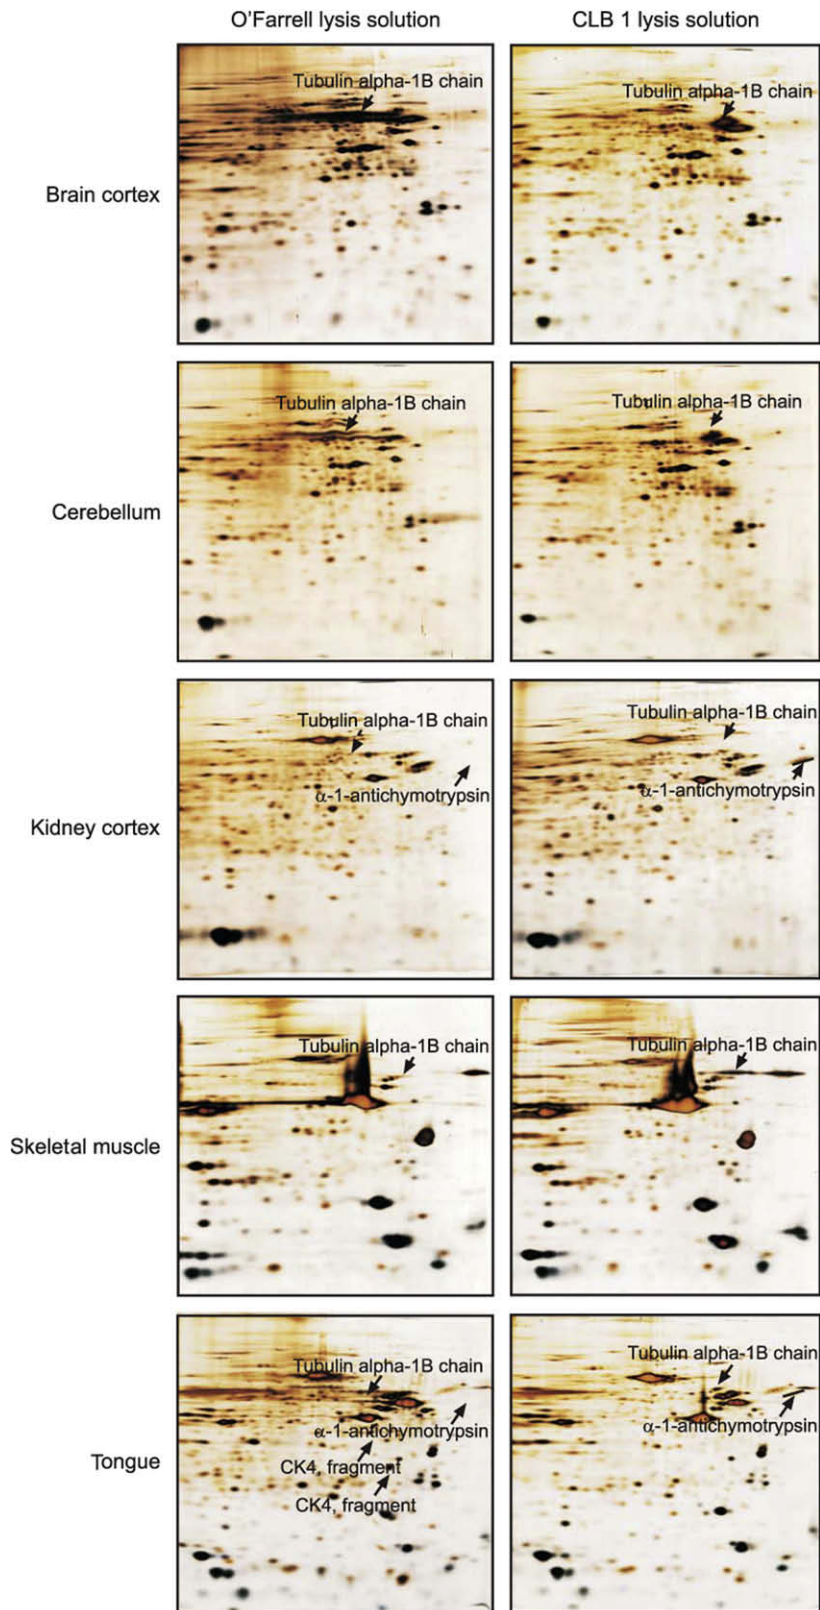 O'Farrell lysis solution
CLB 1 lysis solution
Brain cortex
Tubulin alpha-1B chain
Tubulin alpha-1B chain
Cerebellum
Tubulin alpha-1B chain
Tubulin alpha-1B chain
Kidney cortex
Tubulin alpha-1B chain
α-1-antichymotrypsin
Tubulin alpha-1B chain
α-1-antichymotrypsin
Skeletal muscle
Tubulin alpha-1B chain
Tubulin alpha-1B chain
Tongue
Tubulin alpha-1B chain
α-1-antichymotrypsin
CK4, fragment
CK4, fragment
Tubulin alpha-1B chain
α-1-antichymotrypsin